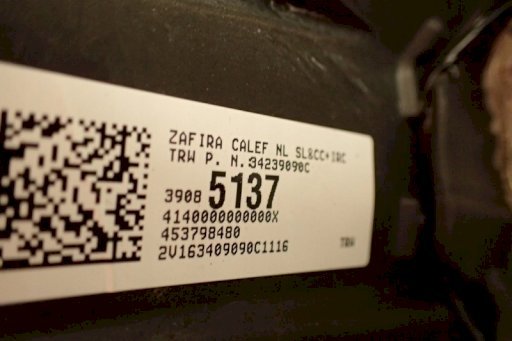 ZAFIRA CALEF NL SL&CC+IRC
TRW P. N.:34239090C
3908 5137
4140000000000X
453798480
2V163409090C1116
TRW